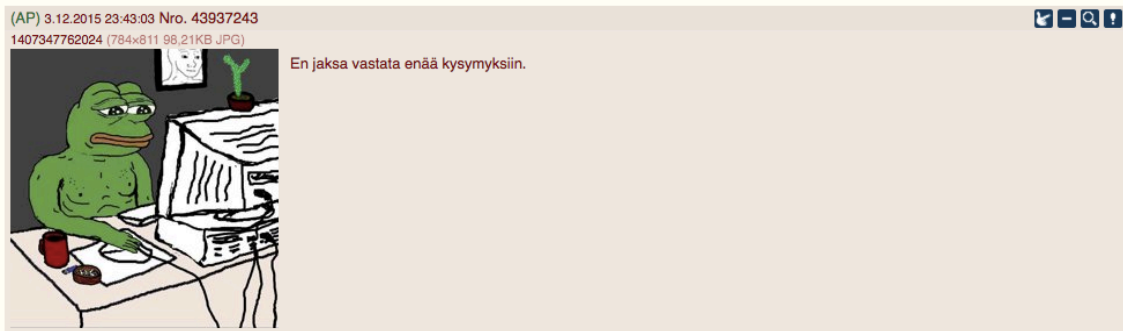 (AP) 3.12.2015 23:43:03 Nro. 43937243
1407347762024 (784×811 98,21KB JPG)
En jaksa vastata enää kysymyksiin.